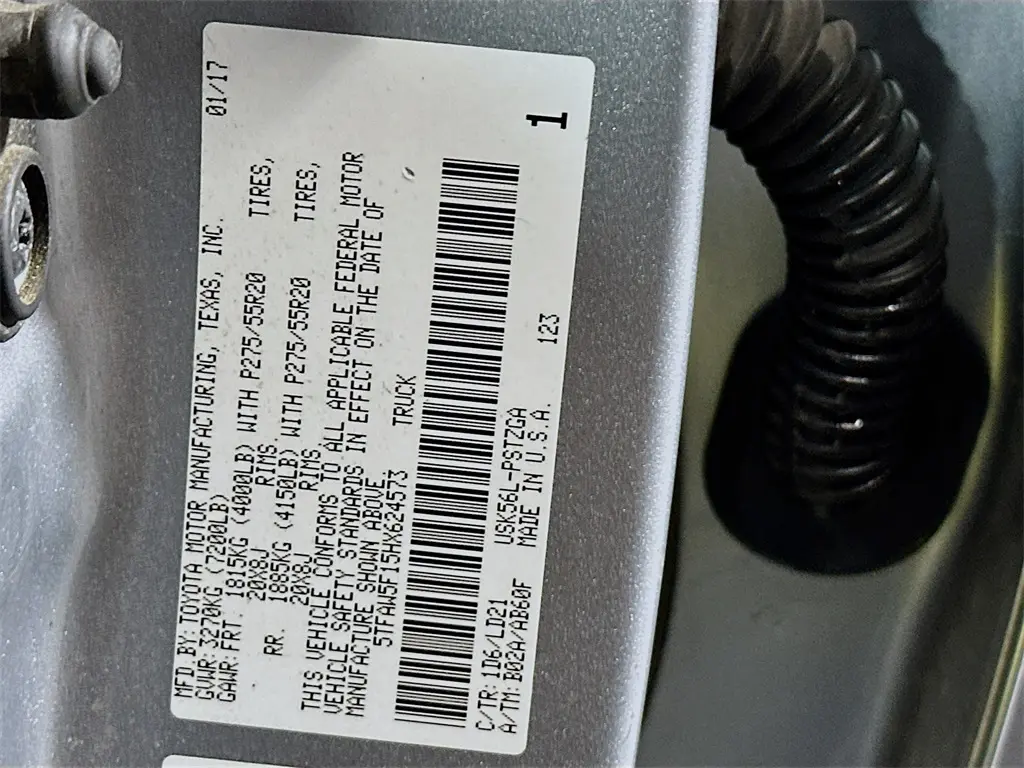 MFD.BY:TOYOTA MOTOR MANUFACTURING, TEXAS, INC. 01/17
GVWR:3270KG (7200LB)
GAWR:FRT. 1815KG (4000LB) WITH P275/55R20 TIRES,
20X8J RIMS.
RR. 1885KG (4150LB) WITH P275/55R20 TIRES,
20X8J RIMS.
THIS VEHICLE CONFORMS TO ALL APPLICABLE FEDERAL MOTOR
VEHICLE SAFETY STANDARDS IN EFFECT ON THE DATE OF
MANUFACTURE SHOWN ABOVE.
5TFAW5F15HX624573 TRUCK
1
C/TR:1D6/LD21 USK56L-PSTZGA 123
A/TM:B02A/AB60F MADE IN U.S.A.